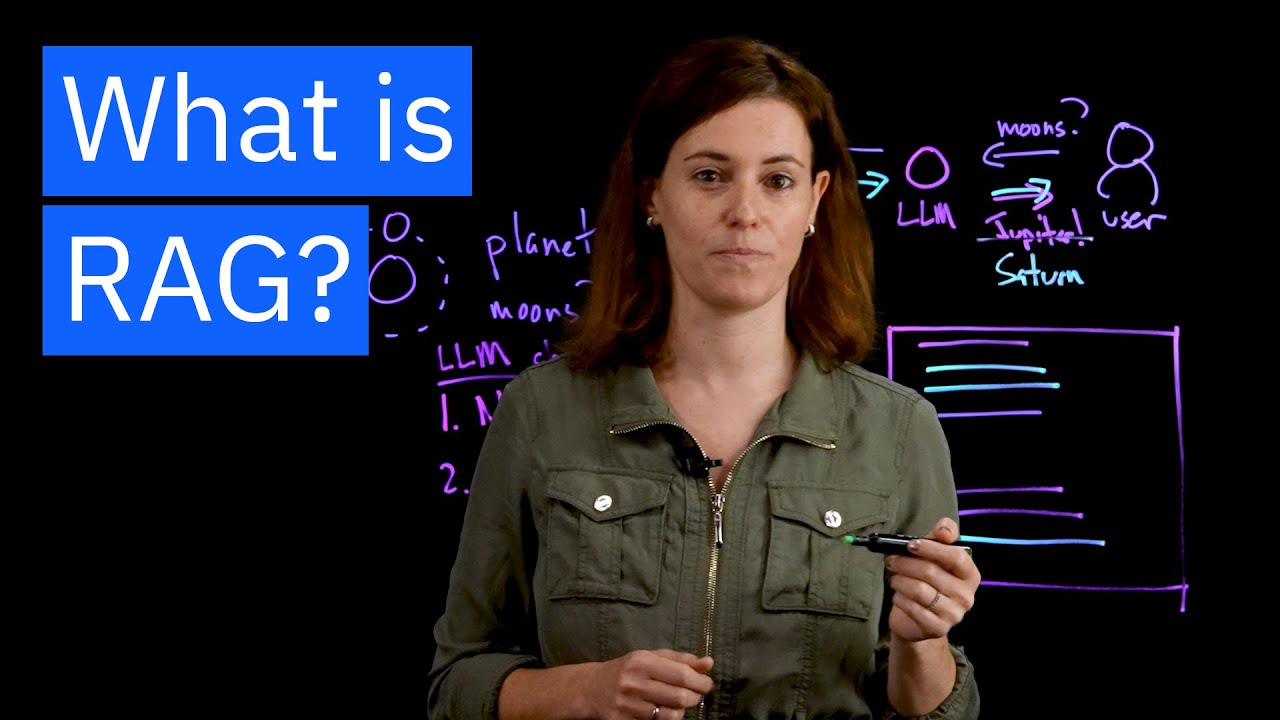 What is
RAG?
planet
moons?
LLM
1.
2.
moons?
LLM
user
Jupiter!
Saturn